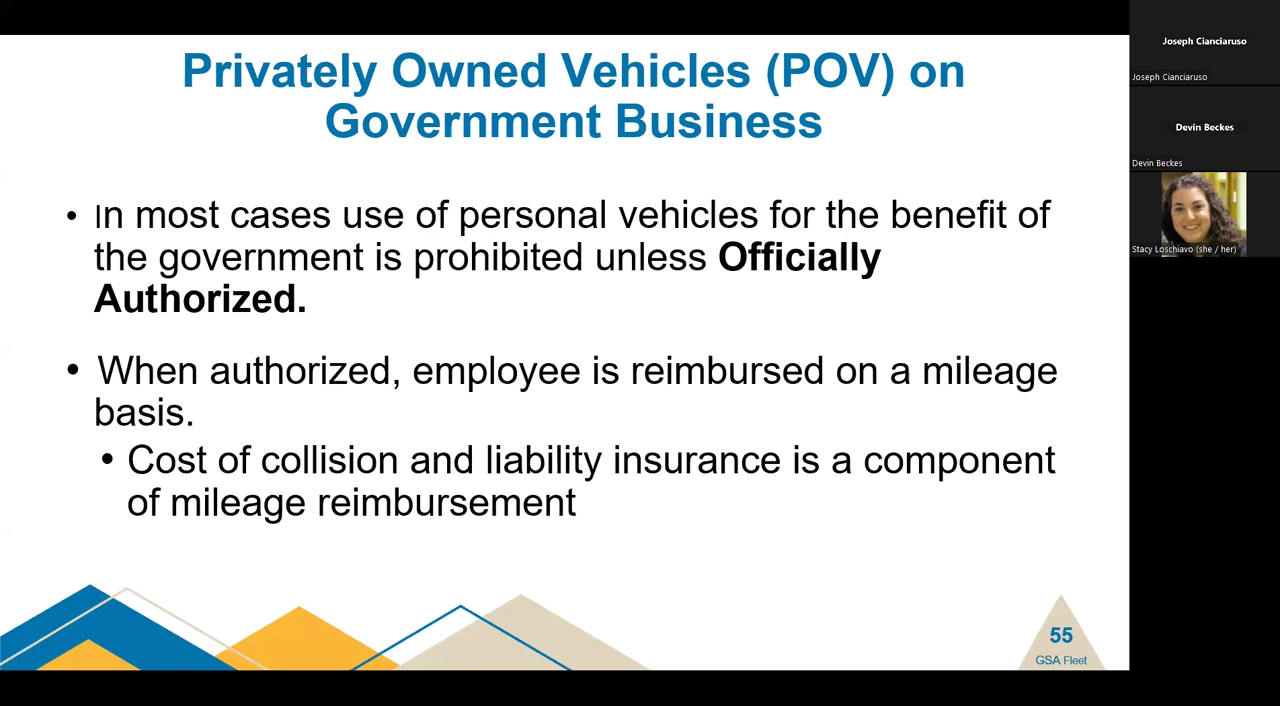 Privately Owned Vehicles (POV) on
Government Business
• In most cases use of personal vehicles for the benefit of
the government is prohibited unless Officially
Authorized.
• When authorized, employee is reimbursed on a mileage
basis.
• Cost of collision and liability insurance is a component
of mileage reimbursement
55
GSA Fleet
Joseph Cianciaruso
Joseph Cianciaruso
Devin Beckes
Devin Beckes
Stacy Loschiavo (she / her)